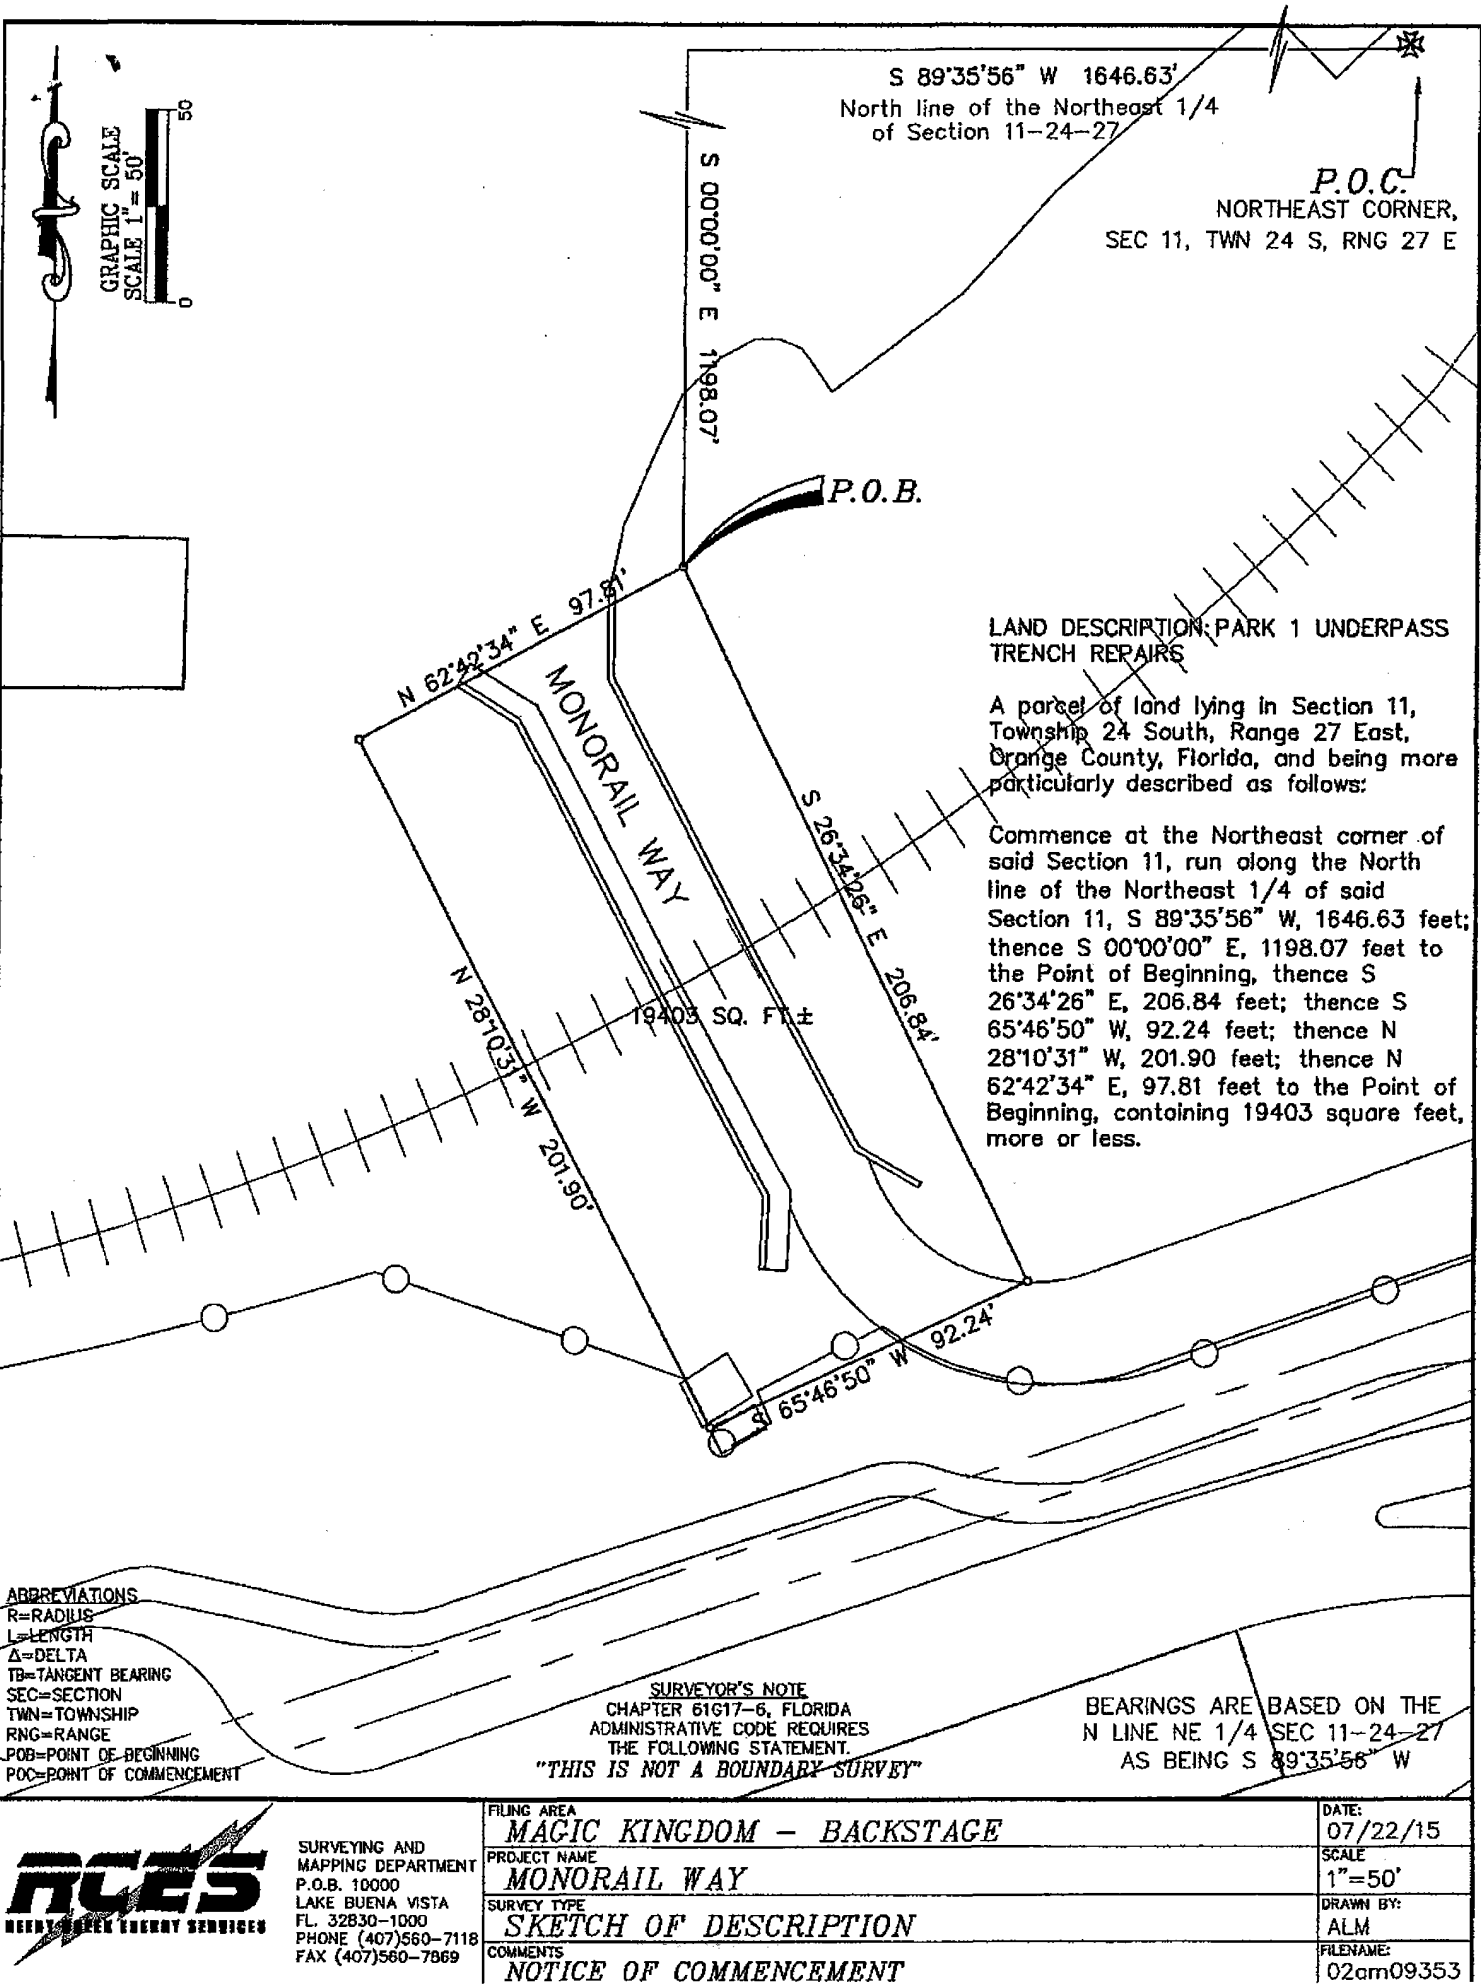 S 89°35'56" W 1646.63'
North line of the Northeast 1/4
of Section 11-24-27
P.O.C.
NORTHEAST CORNER,
SEC 11, TWN 24 S, RNG 27 E
GRAPHIC SCALE
SCALE 1"= 50'
0
50
S 00°00'00" E 1198.07'
P.O.B.
N 62°42'34" E 97.81'
MONORAIL WAY
S 26°34'26" E 206.84'
N 28°10'31" W 201.90'
19403 SQ. FT.±
S 65°46'50" W 92.24'
LAND DESCRIPTION: PARK 1 UNDERPASS
TRENCH REPAIRS
A parcel of land lying in Section 11,
Township 24 South, Range 27 East,
Orange County, Florida, and being more
particularly described as follows:
Commence at the Northeast corner of
said Section 11, run along the North
line of the Northeast 1/4 of said
Section 11, S 89°35'56" W, 1646.63 feet;
thence S 00°00'00" E, 1198.07 feet to
the Point of Beginning, thence S
26°34'26" E, 206.84 feet; thence S
65°46'50" W, 92.24 feet; thence N
28°10'31" W, 201.90 feet; thence N
62°42'34" E, 97.81 feet to the Point of
Beginning, containing 19403 square feet,
more or less.
ABBREVIATIONS
R=RADIUS
L=LENGTH
Δ=DELTA
TB=TANGENT BEARING
SEC=SECTION
TWN=TOWNSHIP
RNG=RANGE
POB=POINT OF BEGINNING
POC=POINT OF COMMENCEMENT
SURVEYOR'S NOTE
CHAPTER 61G17-6, FLORIDA
ADMINISTRATIVE CODE REQUIRES
THE FOLLOWING STATEMENT.
"THIS IS NOT A BOUNDARY SURVEY"
BEARINGS ARE BASED ON THE
N LINE NE 1/4 SEC 11-24-27
AS BEING S 89°35'56" W
RCES
REEDY CREEK ENERGY SERVICES
SURVEYING AND
MAPPING DEPARTMENT
P.O.B. 10000
LAKE BUENA VISTA
FL. 32830-1000
PHONE (407)560-7118
FAX (407)560-7869
FILING AREA
MAGIC KINGDOM - BACKSTAGE
PROJECT NAME
MONORAIL WAY
SURVEY TYPE
SKETCH OF DESCRIPTION
COMMENTS
NOTICE OF COMMENCEMENT
DATE:
07/22/15
SCALE
1"=50'
DRAWN BY:
ALM
FILENAME:
02am09353